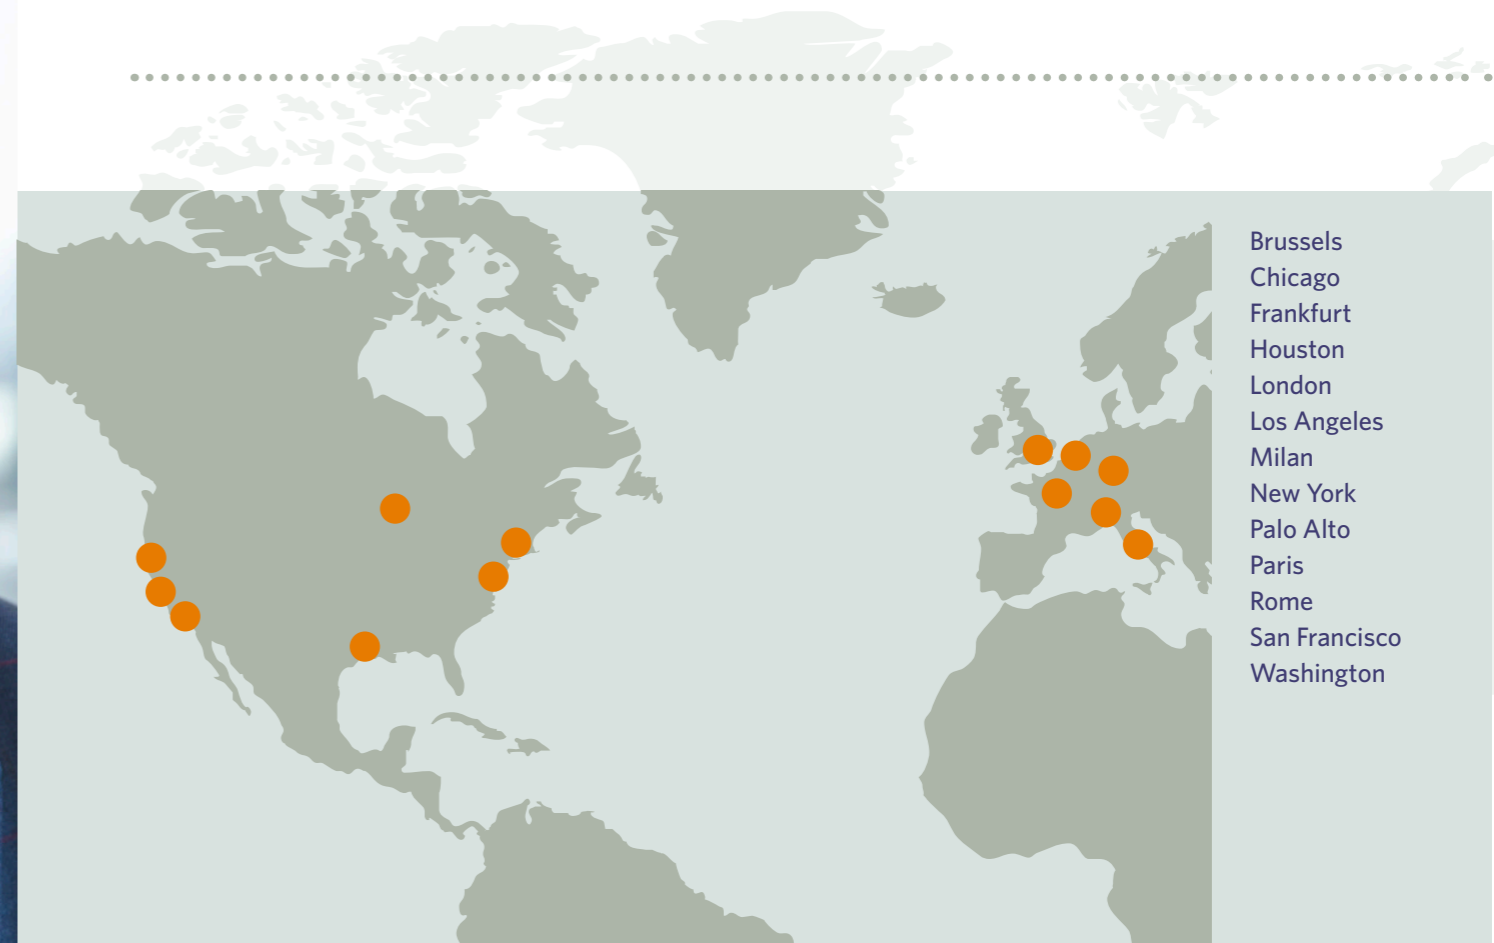 Brussels
Chicago
Frankfurt
Houston
London
Los Angeles
Milan
New York
Palo Alto
Paris
Rome
San Francisco
Washington